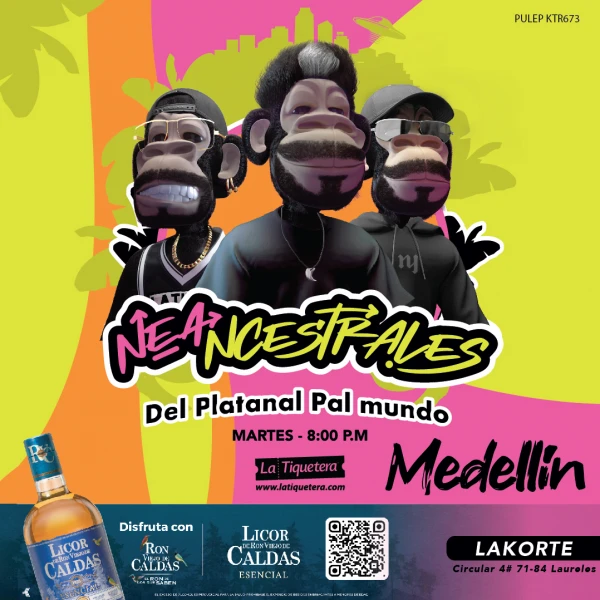 PULEP KTR673
NEA'NCESTRALES
Del Platanal Pal mundo
MARTES - 8:00 P.M
La Tiquetera
www.latiquetera.com
Medellín
LICOR
DE RON VIEJO DE
CALDAS
Disfruta con
RON
VIEJO DE
CALDAS
LICOR
DE RON VIEJO DE
CALDAS
ESENCIAL
LAKORTE
Circular 4# 71-84 Laureles